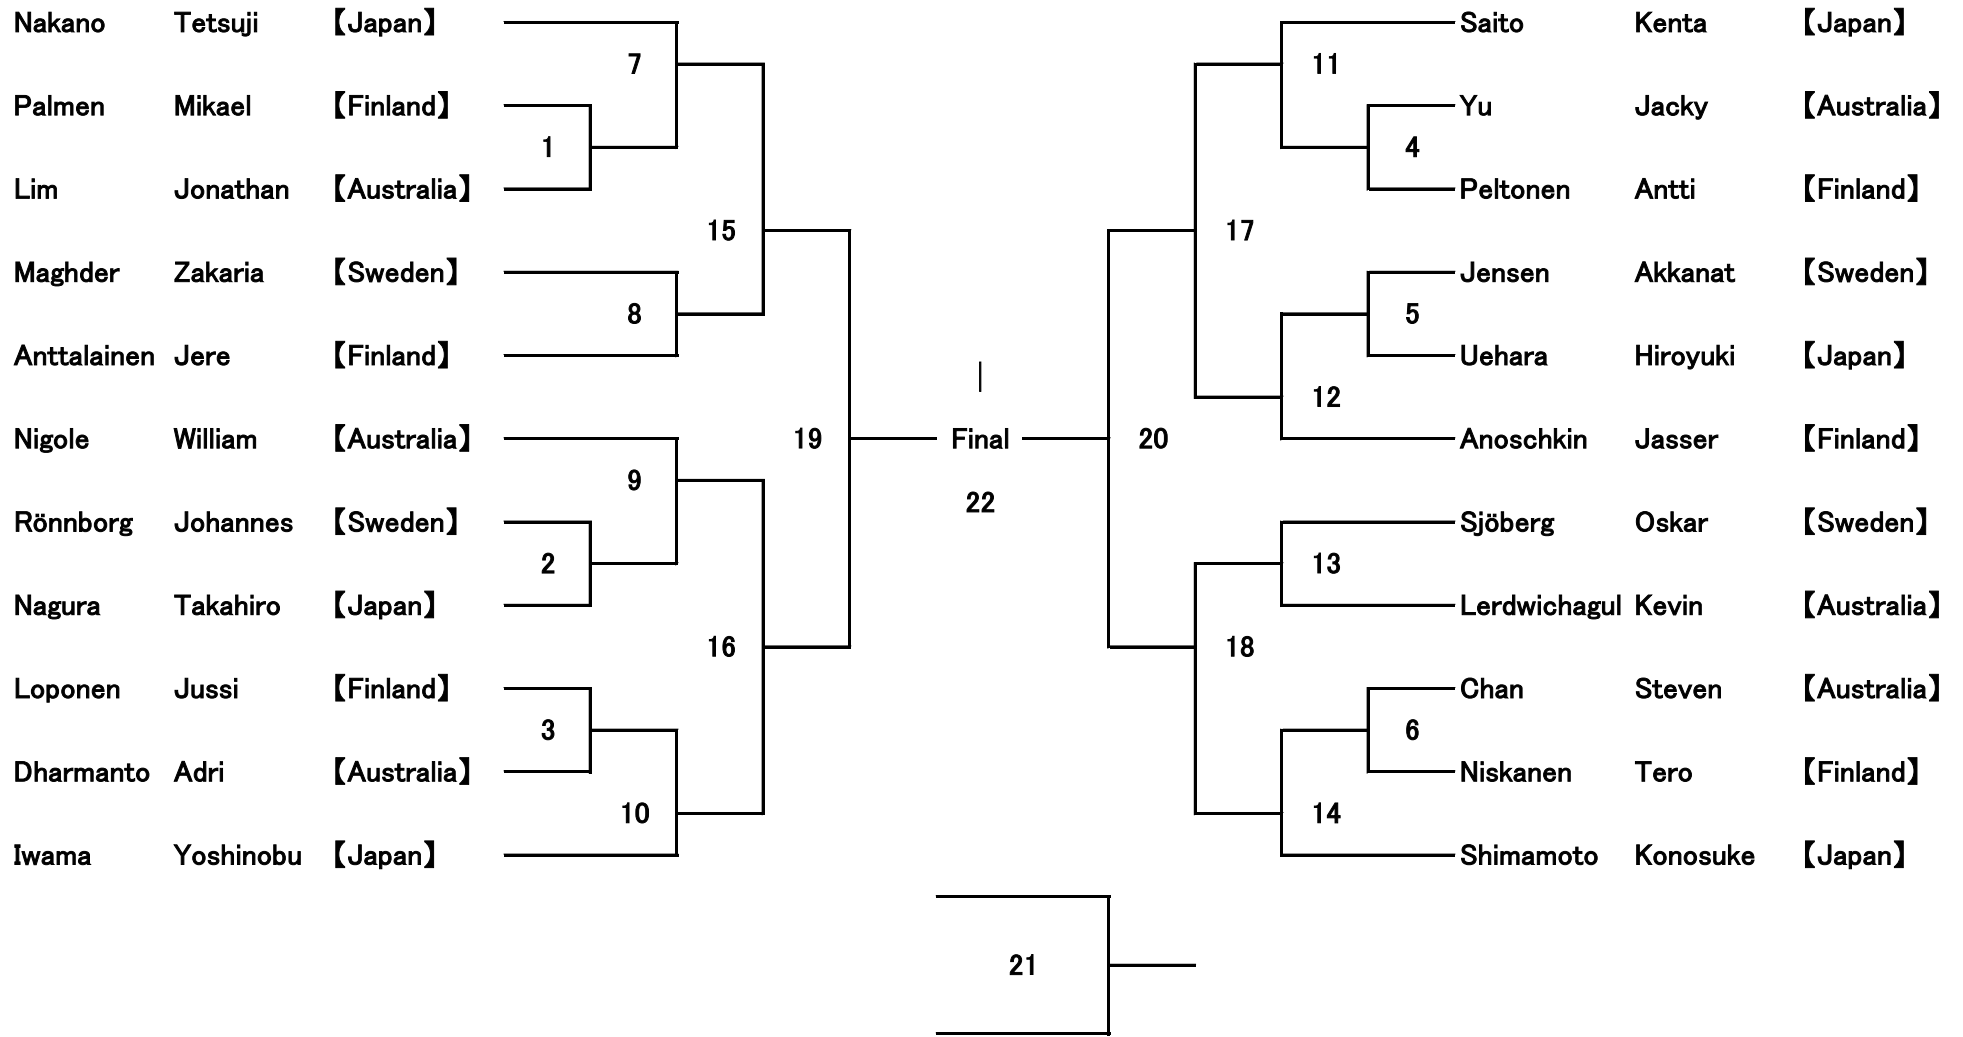 Nakano Tetsuji 【Japan】 Saito Kenta 【Japan】
7 11
Palmen Mikael 【Finland】 Yu Jacky 【Australia】
1 4
Lim Jonathan 【Australia】 Peltonen Antti 【Finland】
15 17
Maghder Zakaria 【Sweden】 Jensen Akkanat 【Sweden】
8 5
Anttalainen Jere 【Finland】 Uehara Hiroyuki 【Japan】
12
Nigole William 【Australia】 19 Final 20 Anoschkin Jasser 【Finland】
9 22
Rönnborg Johannes 【Sweden】 Sjöberg Oskar 【Sweden】
2 13
Nagura Takahiro 【Japan】 Lerdwichagul Kevin 【Australia】
16 18
Loponen Jussi 【Finland】 Chan Steven 【Australia】
3 6
Dharmanto Adri 【Australia】 Niskanen Tero 【Finland】
10 14
Iwama Yoshinobu 【Japan】 Shimamoto Konosuke 【Japan】
21